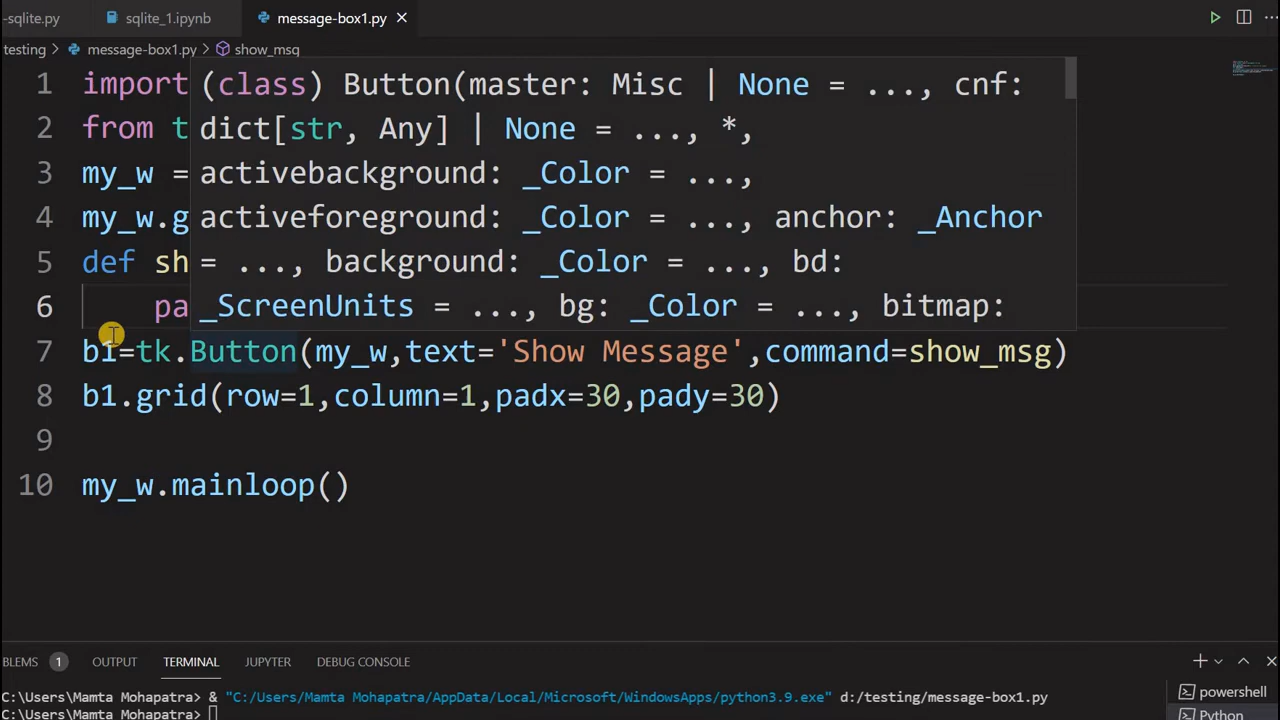 -sqlite.py sqlite_1.ipynb message-box1.py
testing > message-box1.py > show_msg
1 import
2 from t
3 my_w =
4 my_w.g
5 def sh
6 pa
(class) Button(master: Misc | None = ..., cnf:
dict[str, Any] | None = ..., *,
activebackground: _Color = ...,
activeforeground: _Color = ..., anchor: _Anchor
= ..., background: _Color = ..., bd:
_ScreenUnits = ..., bg: _Color = ..., bitmap:
7 b1=tk.Button(my_w,text='Show Message',command=show_msg)
8 b1.grid(row=1,column=1,padx=30,pady=30)
9
10 my_w.mainloop()
BLEMS 1 OUTPUT TERMINAL JUPYTER DEBUG CONSOLE
C:\Users\Mamta Mohapatra> & "C:/Users/Mamta Mohapatra/AppData/Local/Microsoft/WindowsApps/python3.9.exe" d:/testing/message-box1.py
C:\Users\Mamta Mohapatra>
powershell
Python